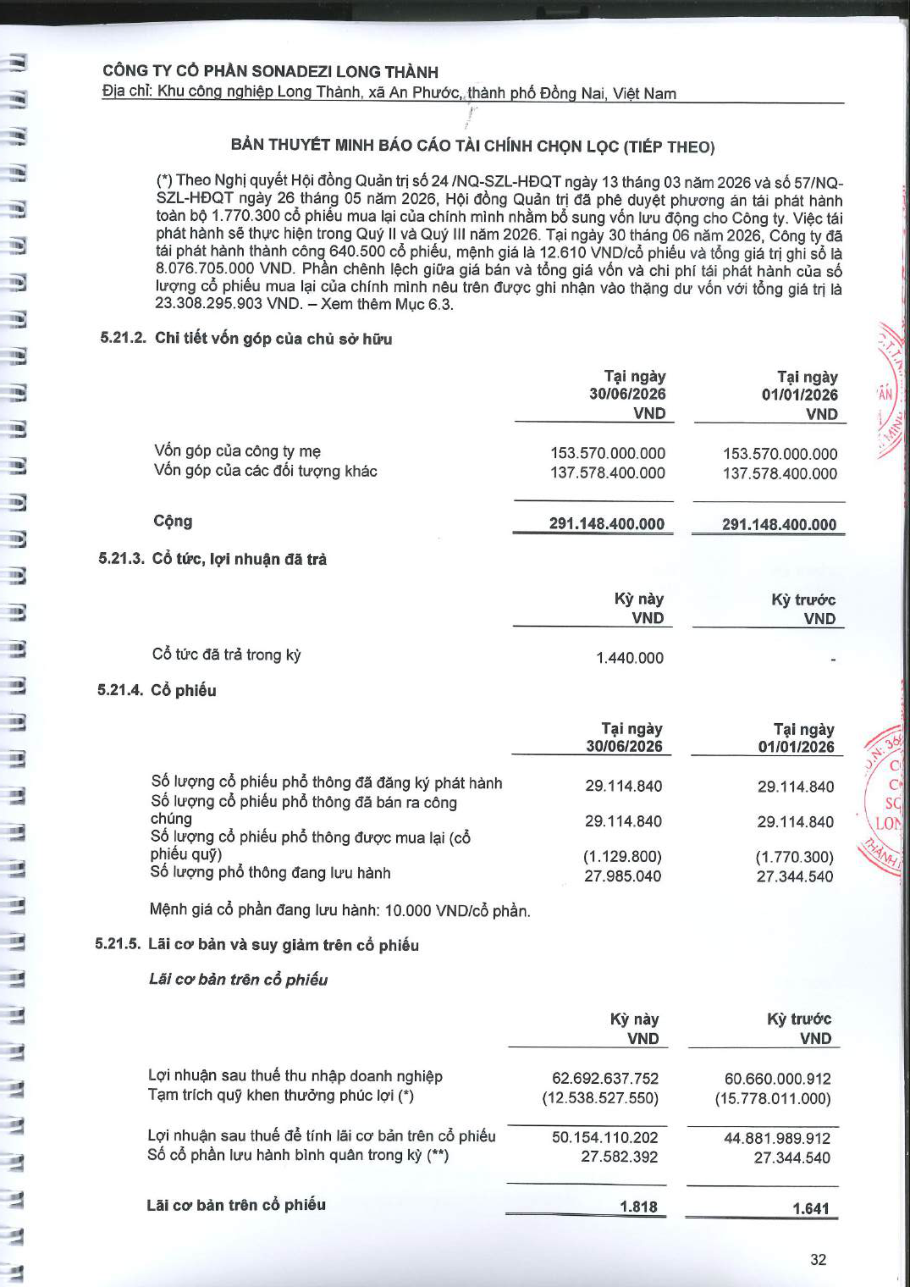 CÔNG TY CỔ PHẦN SONADEZI LONG THÀNH
Địa chỉ: Khu công nghiệp Long Thành, xã An Phước, thành phố Đồng Nai, Việt Nam
BẢN THUYẾT MINH BÁO CÁO TÀI CHÍNH CHỌN LỌC (TIẾP THEO)
(*) Theo Nghị quyết Hội đồng Quản trị số 24 /NQ-SZL-HĐQT ngày 13 tháng 03 năm 2026 và số 57/NQ-
SZL-HĐQT ngày 26 tháng 05 năm 2026, Hội đồng Quản trị đã phê duyệt phương án tái phát hành
toàn bộ 1.770.300 cổ phiếu mua lại của chính mình nhằm bổ sung vốn lưu động cho Công ty. Việc tái
phát hành sẽ thực hiện trong Quý II và Quý III năm 2026. Tại ngày 30 tháng 06 năm 2026, Công ty đã
tái phát hành thành công 640.500 cổ phiếu, mệnh giá là 12.610 VND/cổ phiếu và tổng giá trị ghi sổ là
8.076.705.000 VND. Phần chênh lệch giữa giá bán và tổng giá vốn và chi phí tái phát hành của số
lượng cổ phiếu mua lại của chính mình nêu trên được ghi nhận vào thặng dư vốn với tổng giá trị là
23.308.295.903 VND. – Xem thêm Mục 6.3.
5.21.2. Chi tiết vốn góp của chủ sở hữu
Tại ngày Tại ngày
30/06/2026 01/01/2026
VND VND
Vốn góp của công ty mẹ 153.570.000.000 153.570.000.000
Vốn góp của các đối tượng khác 137.578.400.000 137.578.400.000
Cộng 291.148.400.000 291.148.400.000
5.21.3. Cổ tức, lợi nhuận đã trả
Kỳ này Kỳ trước
VND VND
Cổ tức đã trả trong kỳ 1.440.000 -
5.21.4. Cổ phiếu
Tại ngày Tại ngày
30/06/2026 01/01/2026
Số lượng cổ phiếu phổ thông đã đăng ký phát hành 29.114.840 29.114.840
Số lượng cổ phiếu phổ thông đã bán ra công
chúng 29.114.840 29.114.840
Số lượng cổ phiếu phổ thông được mua lại (cổ
phiếu quỹ) (1.129.800) (1.770.300)
Số lượng phổ thông đang lưu hành 27.985.040 27.344.540
Mệnh giá cổ phần đang lưu hành: 10.000 VND/cổ phần.
5.21.5. Lãi cơ bản và suy giảm trên cổ phiếu
Lãi cơ bản trên cổ phiếu
Kỳ này Kỳ trước
VND VND
Lợi nhuận sau thuế thu nhập doanh nghiệp 62.692.637.752 60.660.000.912
Tạm trích quỹ khen thưởng phúc lợi (*) (12.538.527.550) (15.778.011.000)
Lợi nhuận sau thuế để tính lãi cơ bản trên cổ phiếu 50.154.110.202 44.881.989.912
Số cổ phần lưu hành bình quân trong kỳ (**) 27.582.392 27.344.540
Lãi cơ bản trên cổ phiếu 1.818 1.641
32